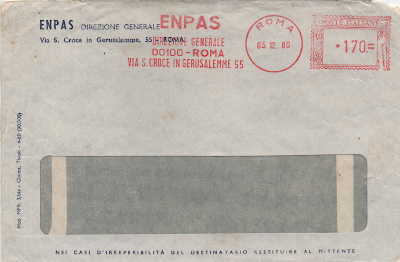 ENPAS DIREZIONE GENERALE
Via S. Croce in Gerusalemme, 55 - ROMA
ENPAS
DIREZIONE GENERALE
00100 - ROMA
VIA S. CROCE IN GERUSALEMME 55
ROMA
03.12.80
POSTE ITALIANE
170,=
NEI CASI D'IRREPERIBILITÀ DEL DESTINATARIO RESTITUIRE AL MITTENTE